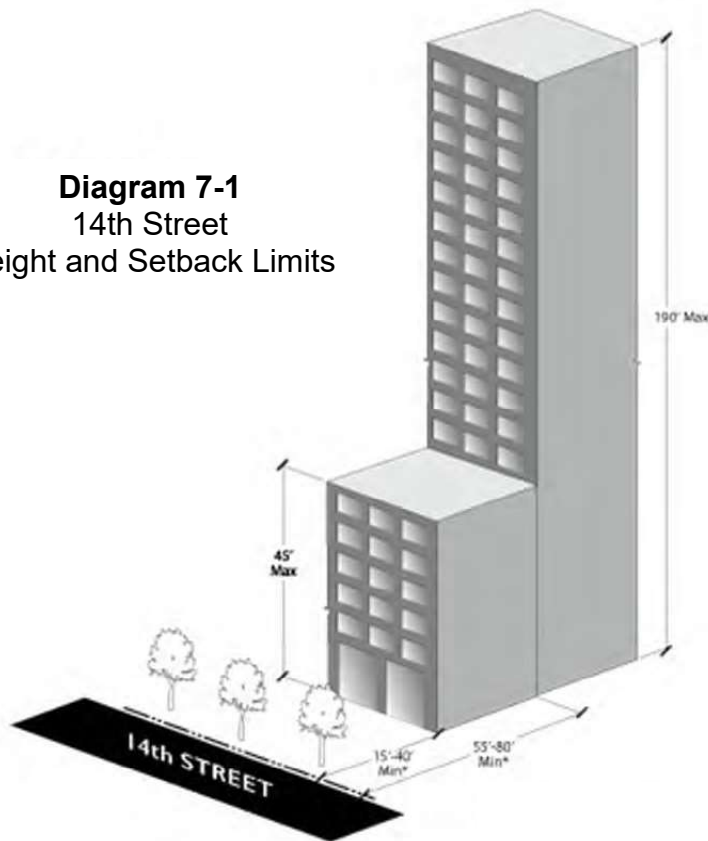 Diagram 7-1
14th Street
eight and Setback Limits
190' Max
45'
Max
15'-40'
Min*
55'-80'
Min*
14th STREET